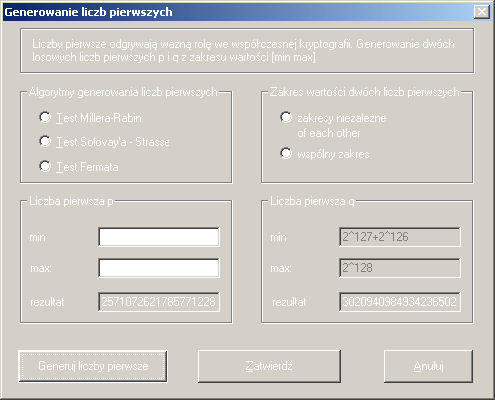 Generowanie liczb pierwszych
Liczby pierwsze odgrywają ważną rolę we współczesnej kryptografii. Generowanie dwóch
losowych liczb pierwszych p i q z zakresu wartości [min max]
Algorytmy generowania liczb pierwszych
Test Millera-Rabin
Test Solovay'a - Strasse
Test Fermata
Zakres wartości dwóch liczb pierwszych
zakresy niezależne
of each other
wspólny zakres
Liczba pierwsza p
min
max:
rezultat 2571072621785771228
Liczba pierwsza q
min 2^127+2^126
max: 2^128
rezultat 3020940984934236502
Generuj liczby pierwsze
Zatwierdź
Anuluj